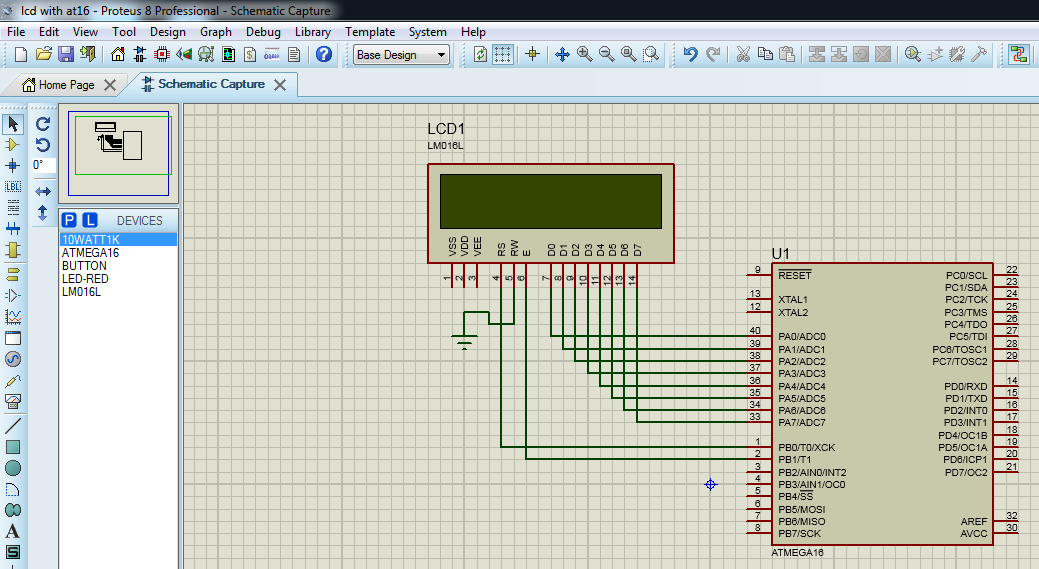 lcd with at16 - Proteus 8 Professional - Schematic Capture
File Edit View Tool Design Graph Debug Library Template System Help
Base Design
Home Page
Schematic Capture
0°
LBL
A
S
P L DEVICES
10WATT1K
ATMEGA16
BUTTON
LED-RED
LM016L
LCD1
LM016L
VSS VDD VEE RS RW E D0 D1 D2 D3 D4 D5 D6 D7
1 2 3 4 5 6 7 8 9 10 11 12 13 14
U1
9 RESET PC0/SCL 22
PC1/SDA 23
13 XTAL1 PC2/TCK 24
12 XTAL2 PC3/TMS 25
PC4/TDO 26
40 PA0/ADC0 PC5/TDI 27
39 PA1/ADC1 PC6/TOSC1 28
38 PA2/ADC2 PC7/TOSC2 29
37 PA3/ADC3
36 PA4/ADC4 PD0/RXD 14
35 PA5/ADC5 PD1/TXD 15
34 PA6/ADC6 PD2/INT0 16
33 PA7/ADC7 PD3/INT1 17
PD4/OC1B 18
1 PB0/T0/XCK PD5/OC1A 19
2 PB1/T1 PD6/ICP1 20
3 PB2/AIN0/INT2 PD7/OC2 21
4 PB3/AIN1/OC0
5 PB4/SS
6 PB5/MOSI
7 PB6/MISO AREF 32
8 PB7/SCK AVCC 30
ATMEGA16